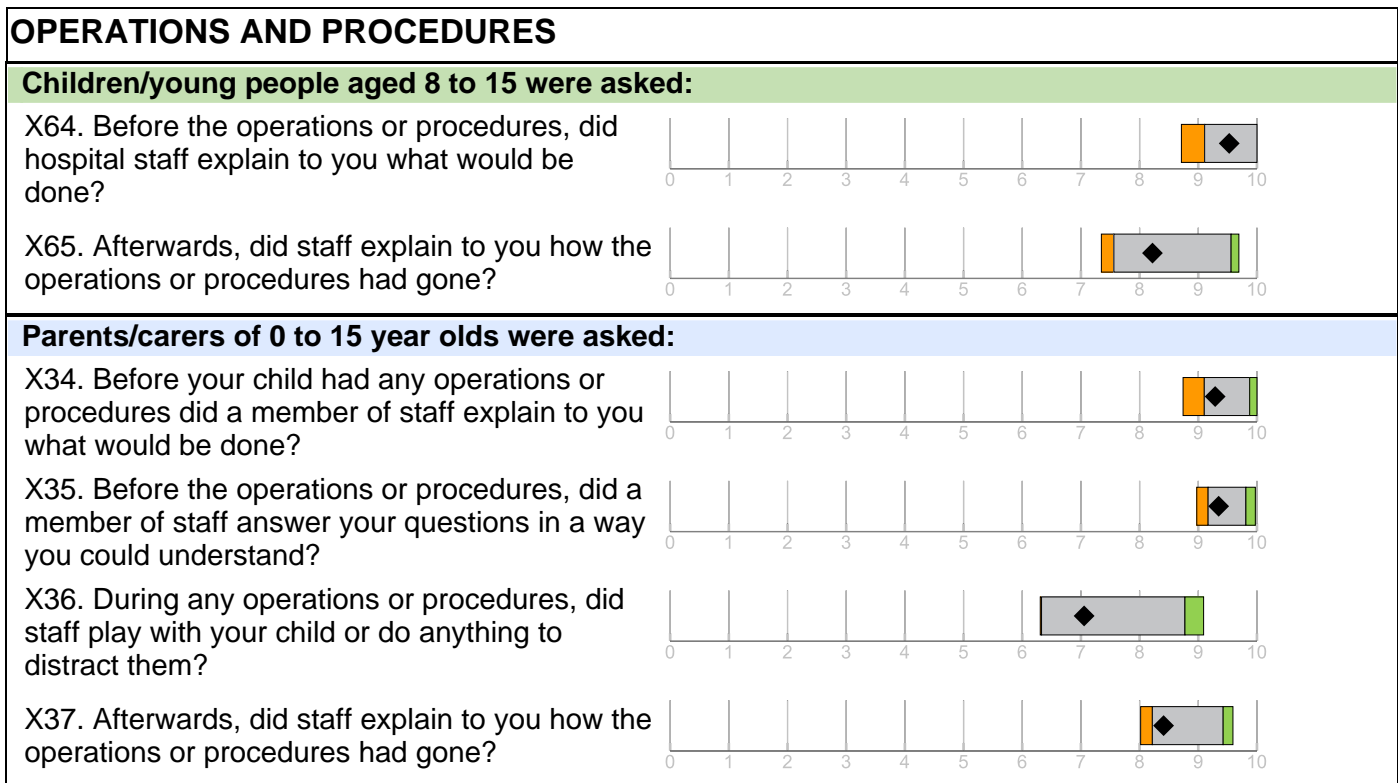 OPERATIONS AND PROCEDURES
Children/young people aged 8 to 15 were asked:
X64. Before the operations or procedures, did
hospital staff explain to you what would be
done?
0 1 2 3 4 5 6 7 8 9 10
X65. Afterwards, did staff explain to you how the
operations or procedures had gone?
0 1 2 3 4 5 6 7 8 9 10
Parents/carers of 0 to 15 year olds were asked:
X34. Before your child had any operations or
procedures did a member of staff explain to you
what would be done?
0 1 2 3 4 5 6 7 8 9 10
X35. Before the operations or procedures, did a
member of staff answer your questions in a way
you could understand?
0 1 2 3 4 5 6 7 8 9 10
X36. During any operations or procedures, did
staff play with your child or do anything to
distract them?
0 1 2 3 4 5 6 7 8 9 10
X37. Afterwards, did staff explain to you how the
operations or procedures had gone?
0 1 2 3 4 5 6 7 8 9 10